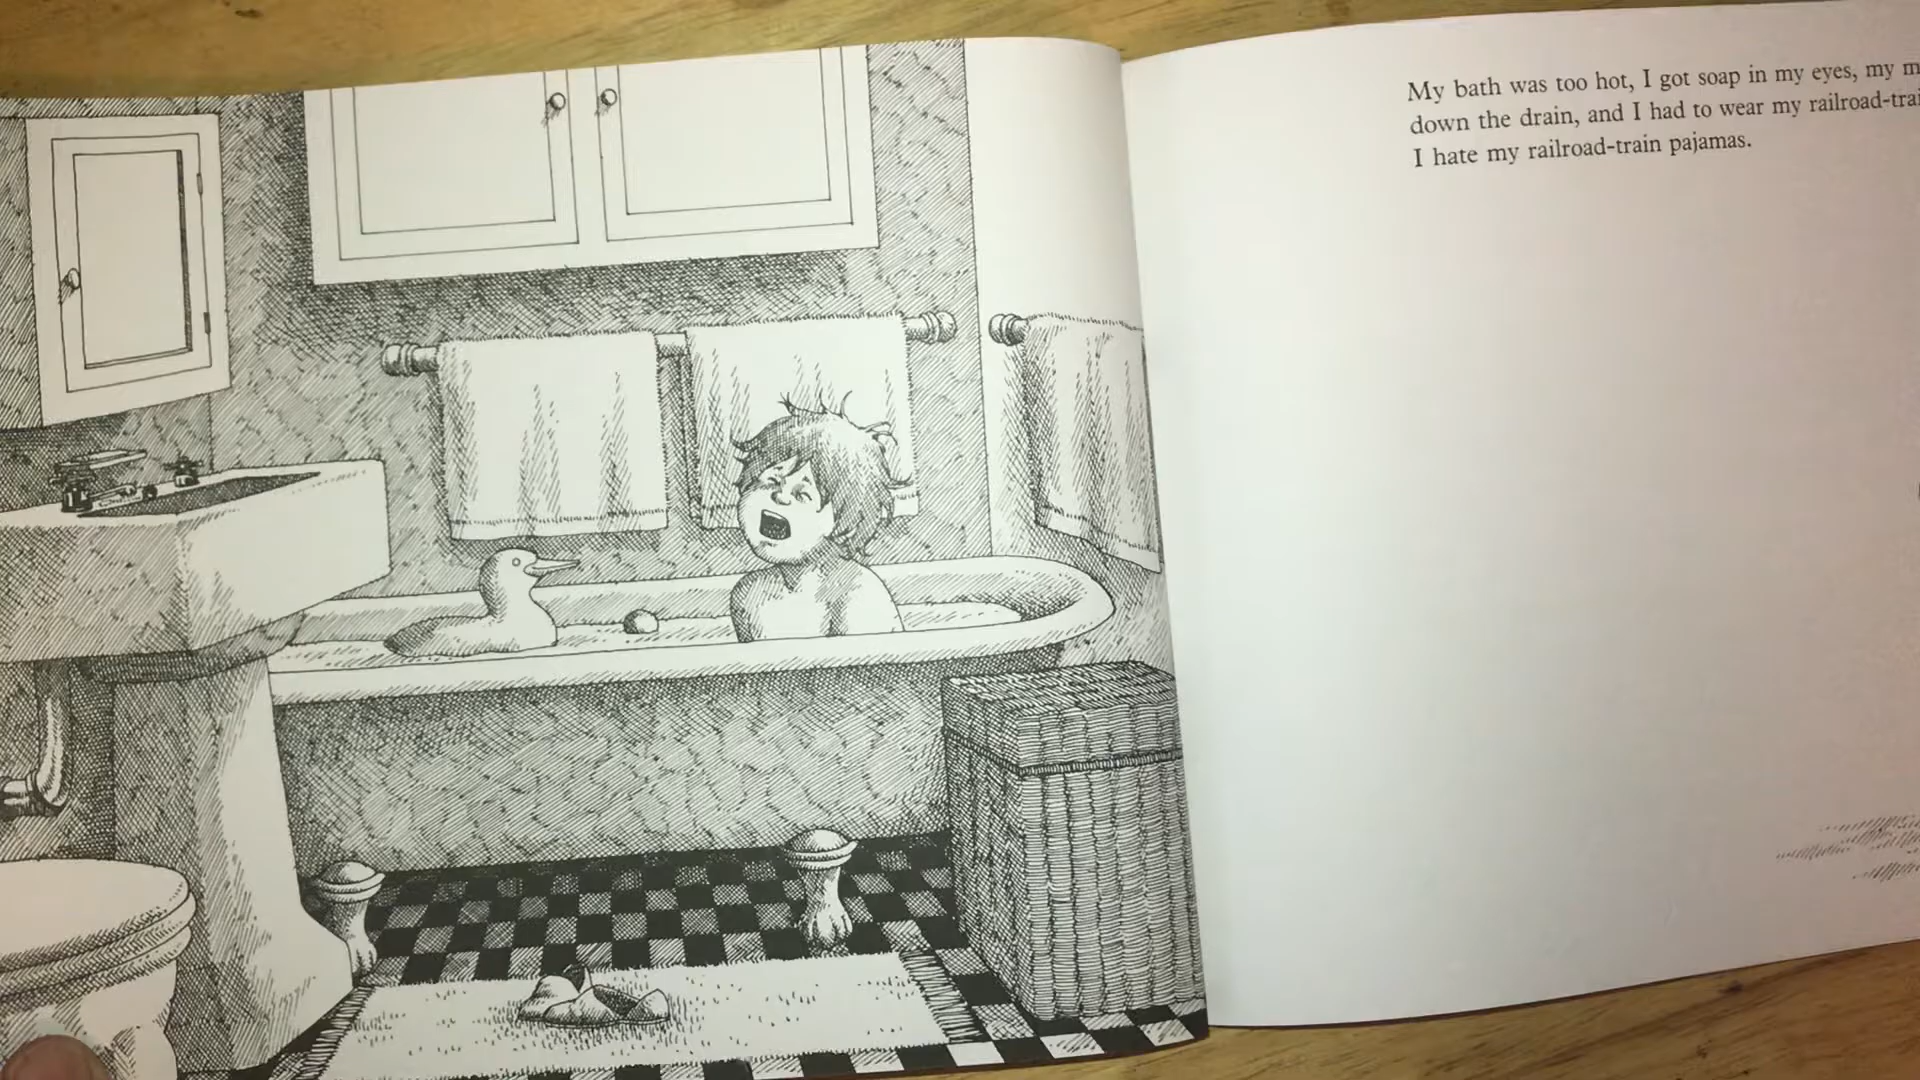 My bath was too hot, I got soap in my eyes, my
down the drain, and I had to wear my
I hate my railroad-train pajamas.